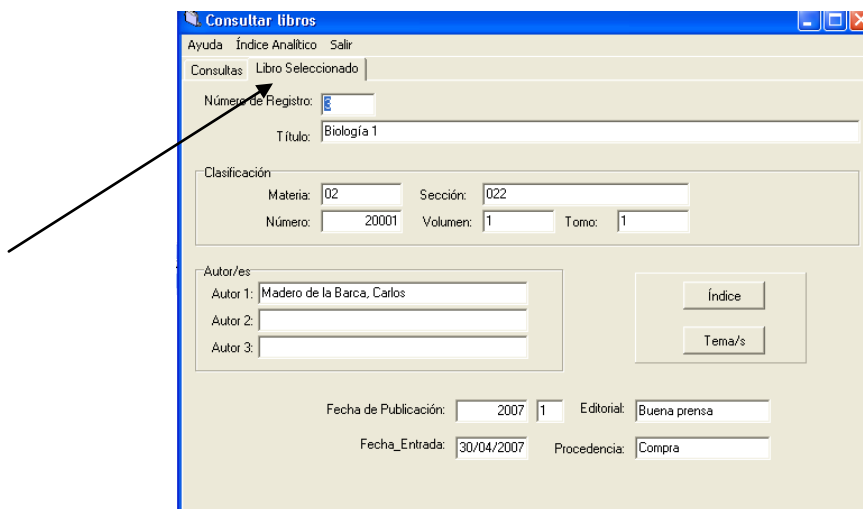 Consultar libros
Ayuda Índice Analítico Salir
Consultas Libro Seleccionado
Número de Registro: 3
Título: Biología 1
Clasificación
Materia: 02 Sección: 022
Número: 20001 Volumen: 1 Tomo: 1
Autor/es
Autor 1: Madero de la Barca, Carlos
Índice
Autor 2:
Autor 3:
Tema/s
Fecha de Publicación: 2007 1 Editorial: Buena prensa
Fecha_Entrada: 30/04/2007 Procedencia: Compra